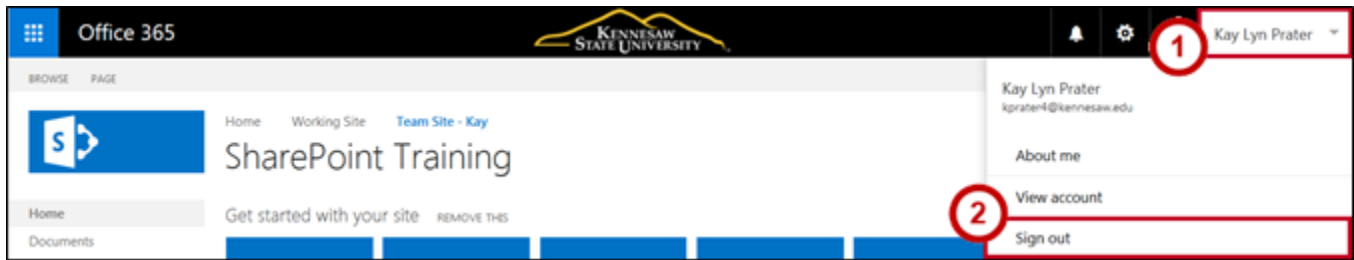 Office 365
KENNESAW
STATE UNIVERSITY
1
Kay Lyn Prater
BROWSE PAGE
Kay Lyn Prater
kprater4@kennesaw.edu
S
Home Working Site Team Site - Kay
SharePoint Training
About me
View account
Home
Get started with your site REMOVE THIS
2
Documents
Sign out